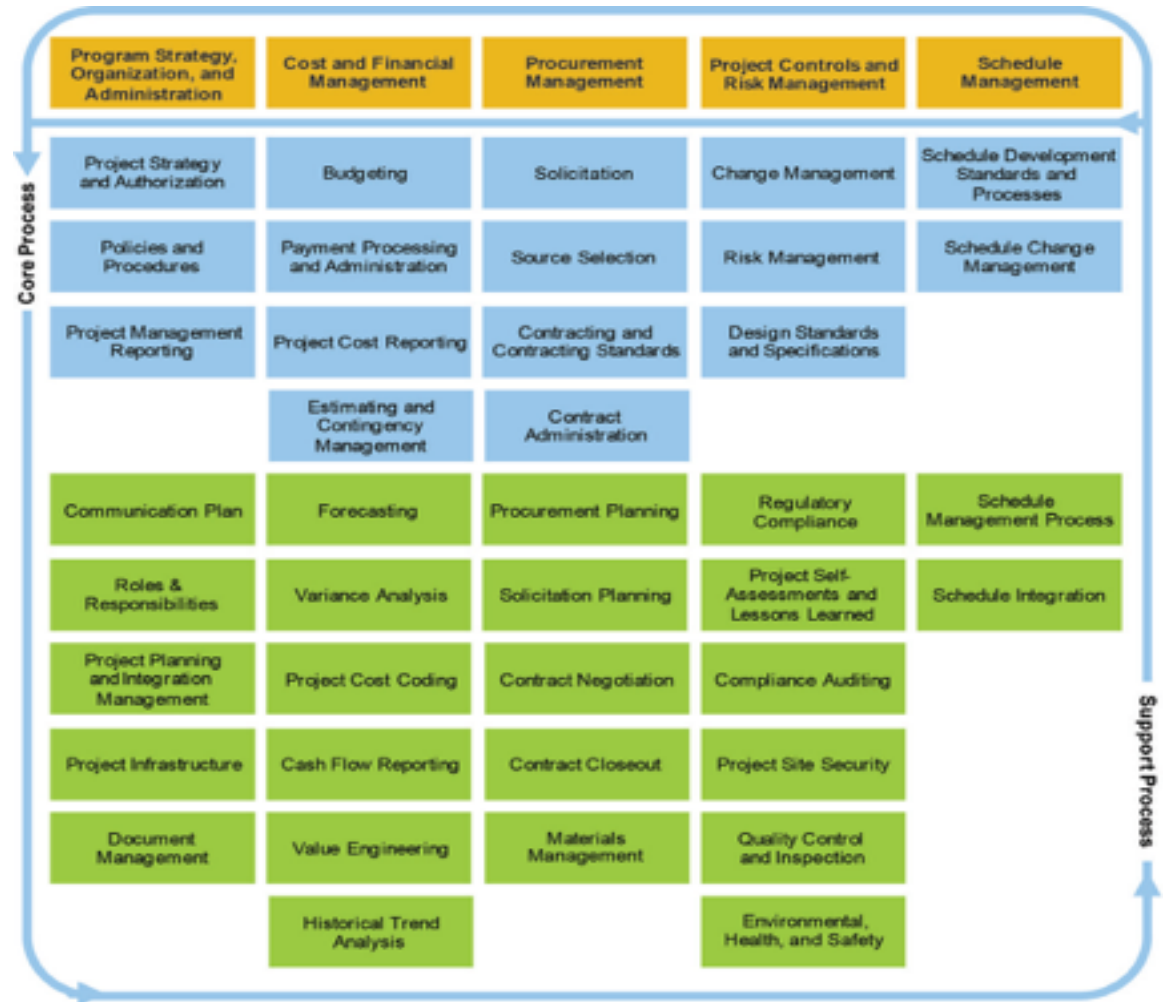 Program Strategy,
Organization, and
Administration
Cost and Financial
Management
Procurement
Management
Project Controls and
Risk Management
Schedule
Management
Core Process
Project Strategy
and Authorization
Budgeting
Solicitation
Change Management
Schedule Development
Standards and
Processes
Policies and
Procedures
Payment Processing
and Administration
Source Selection
Risk Management
Schedule Change
Management
Project Management
Reporting
Project Cost Reporting
Contracting and
Contracting Standards
Design Standards
and Specifications
Estimating and
Contingency
Management
Contract
Administration
Communication Plan
Forecasting
Procurement Planning
Regulatory
Compliance
Schedule
Management Process
Roles &
Responsibilities
Variance Analysis
Solicitation Planning
Project Self-
Assessments and
Lessons Learned
Schedule Integration
Project Planning
and Integration
Management
Project Cost Coding
Contract Negotiation
Compliance Auditing
Project Infrastructure
Cash Flow Reporting
Contract Closeout
Project Site Security
Document
Management
Value Engineering
Materials
Management
Quality Control
and Inspection
Historical Trend
Analysis
Environmental,
Health, and Safety
Support Process